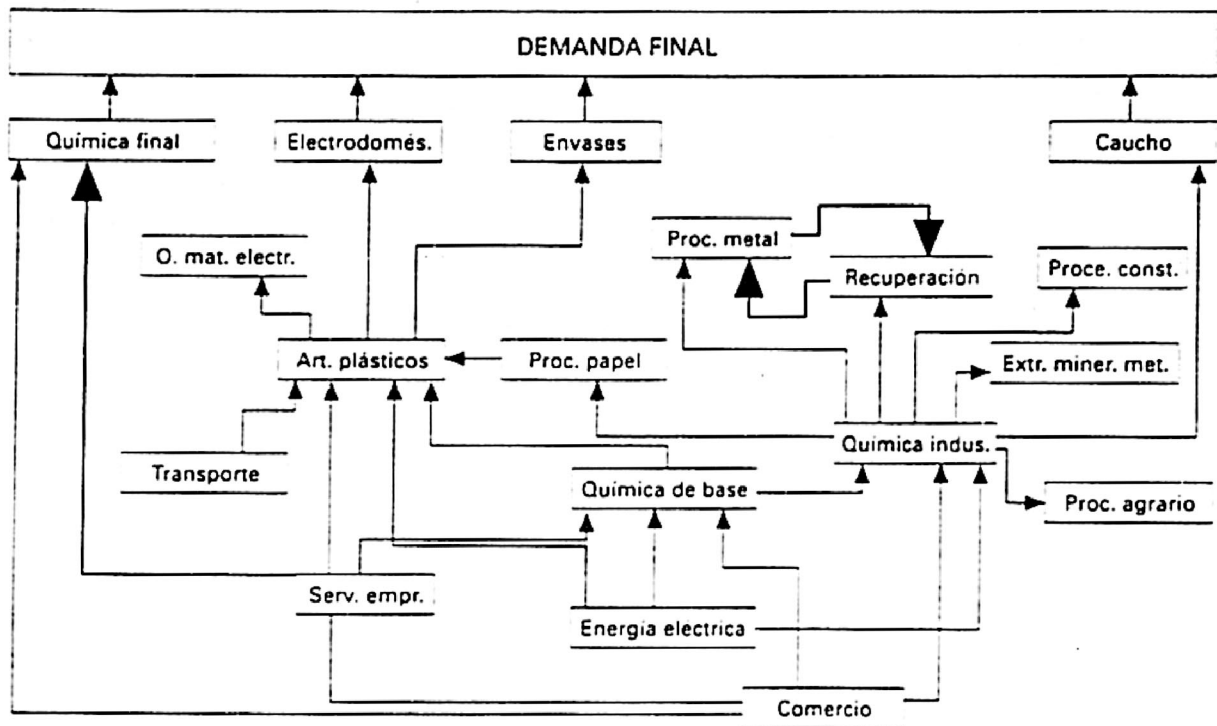 DEMANDA FINAL
Química final
Electrodomés.
Envases
Caucho
O. mat. electr.
Proc. metal
Recuperación
Proce. const.
Art. plásticos
Proc. papel
Extr. miner. met.
Transporte
Química indus.
Química de base
Proc. agrario
Serv. empr.
Energía electrica
Comercio